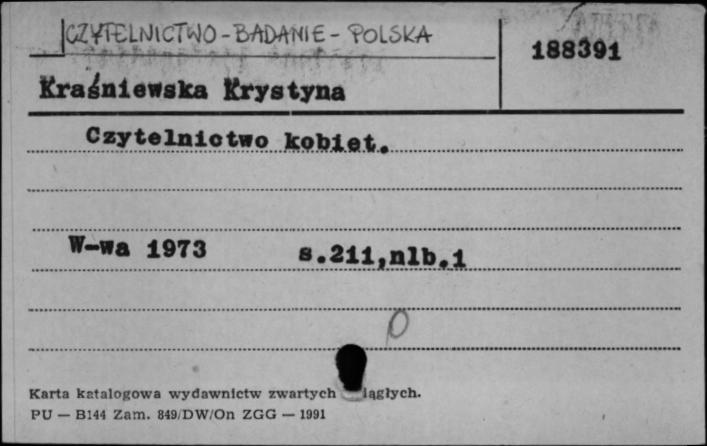 CZYTELNICTWO - BADANIE - POLSKA
188391
Kraśniewska Krystyna
Czytelnictwo kobiet.
W-wa 1973 s.211,nlb.1
Karta katalogowa wydawnictw zwartych iągłych.
PU — B144 Zam. 849/DW/On ZGG — 1991